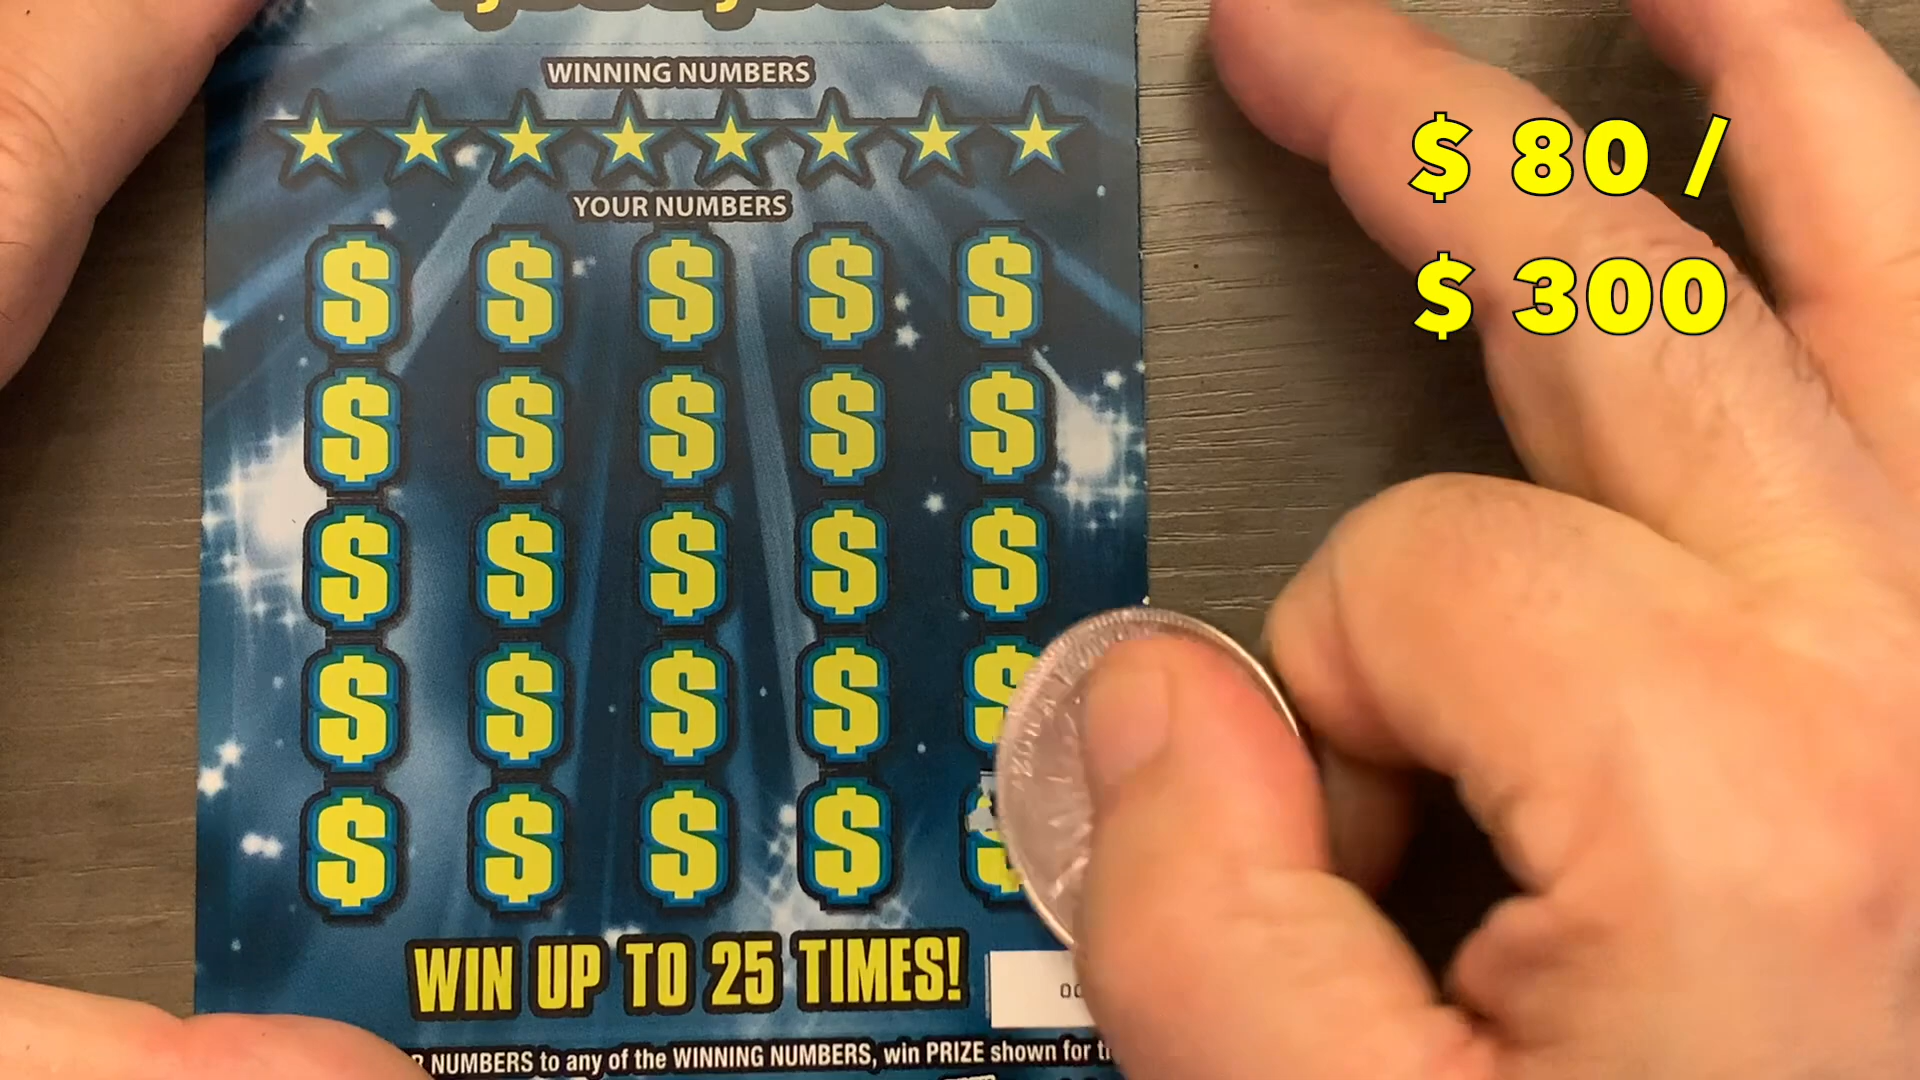 WINNING NUMBERS
YOUR NUMBERS
$ $ $ $ $
$ $ $ $ $
$ $ $ $ $
$ $ $ $ $
$ $ $ $ $
WIN UP TO 25 TIMES!
NUMBERS to any of the WINNING NUMBERS, win PRIZE shown for
$ 80 /
$ 300